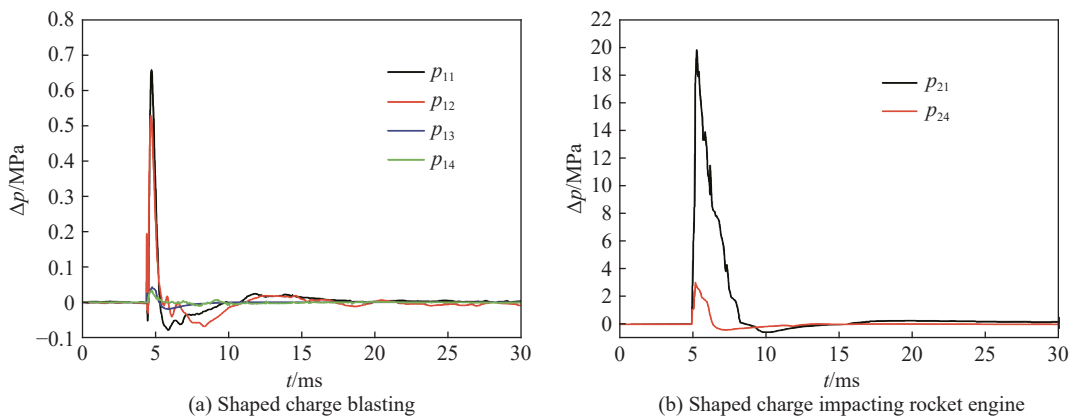 0.8
0.7
0.6
0.5
0.4
0.3
0.2
0.1
0
−0.1
Δp/MPa
p11
p12
p13
p14
0 5 10 15 20 25 30
t/ms
(a) Shaped charge blasting
22
20
18
16
14
12
10
8
6
4
2
0
Δp/MPa
p21
p24
0 5 10 15 20 25 30
t/ms
(b) Shaped charge impacting rocket engine